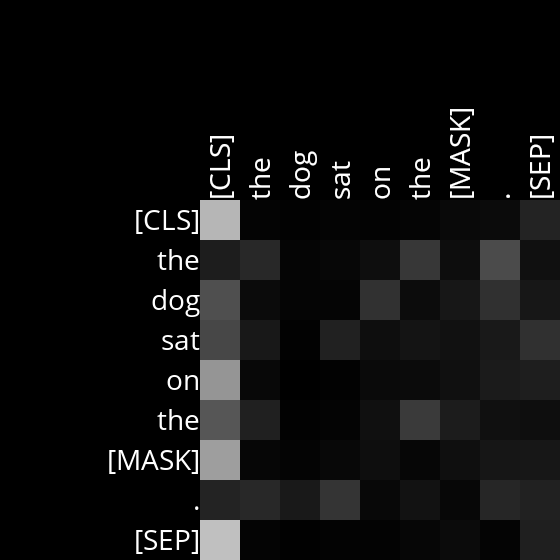 [CLS] the dog sat on the [MASK] . [SEP]
[CLS]
the
dog
sat
on
the
[MASK]
.
[SEP]